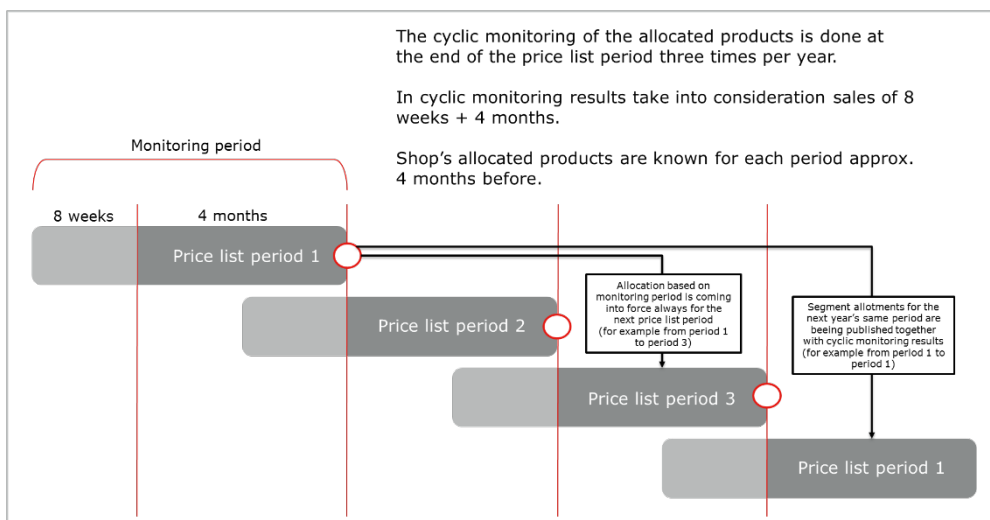 The cyclic monitoring of the allocated products is done at
the end of the price list period three times per year.
In cyclic monitoring results take into consideration sales of 8
weeks + 4 months.
Shop's allocated products are known for each period approx.
4 months before.
Monitoring period
8 weeks
4 months
Price list period 1
Price list period 2
Allocation based on
monitoring period is coming
into force always for the
next price list period
(for example from period 1
to period 3)
Segment allotments for the
next year's same period are
beeing published together
with cyclic monitoring results
(for example from period 1 to
period 1)
Price list period 3
Price list period 1